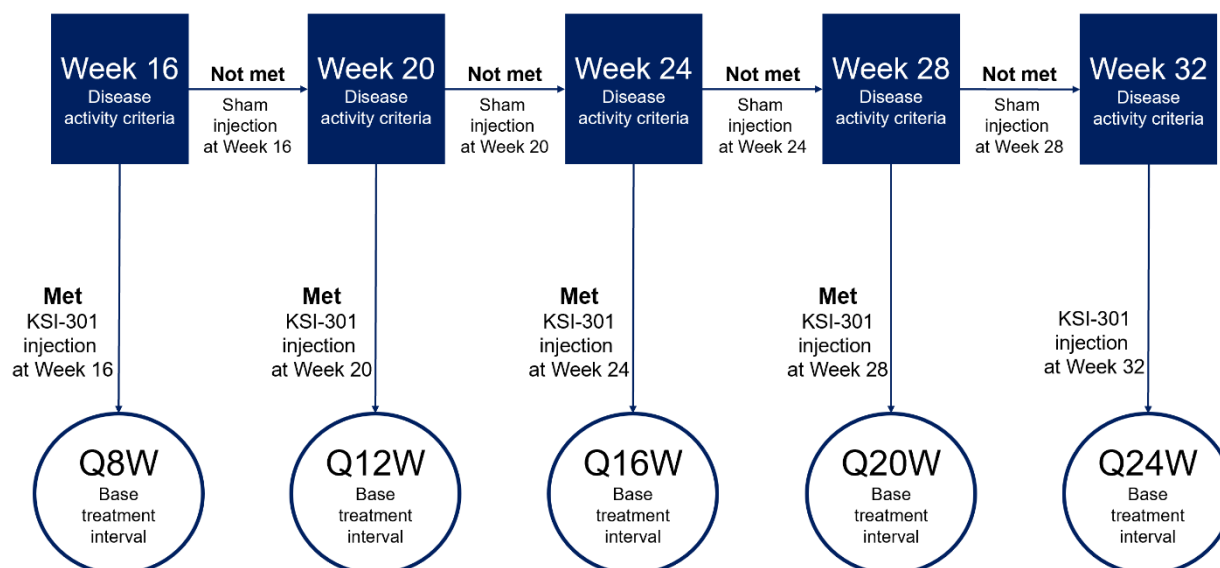 Week 16
Disease
activity criteria
Not met
Sham
injection
at Week 16
Week 20
Disease
activity criteria
Not met
Sham
injection
at Week 20
Week 24
Disease
activity criteria
Not met
Sham
injection
at Week 24
Week 28
Disease
activity criteria
Not met
Sham
injection
at Week 28
Week 32
Disease
activity criteria
Met
KSI-301
injection
at Week 16
Met
KSI-301
injection
at Week 20
Met
KSI-301
injection
at Week 24
Met
KSI-301
injection
at Week 28
KSI-301
injection
at Week 32
Q8W
Base
treatment
interval
Q12W
Base
treatment
interval
Q16W
Base
treatment
interval
Q20W
Base
treatment
interval
Q24W
Base
treatment
interval